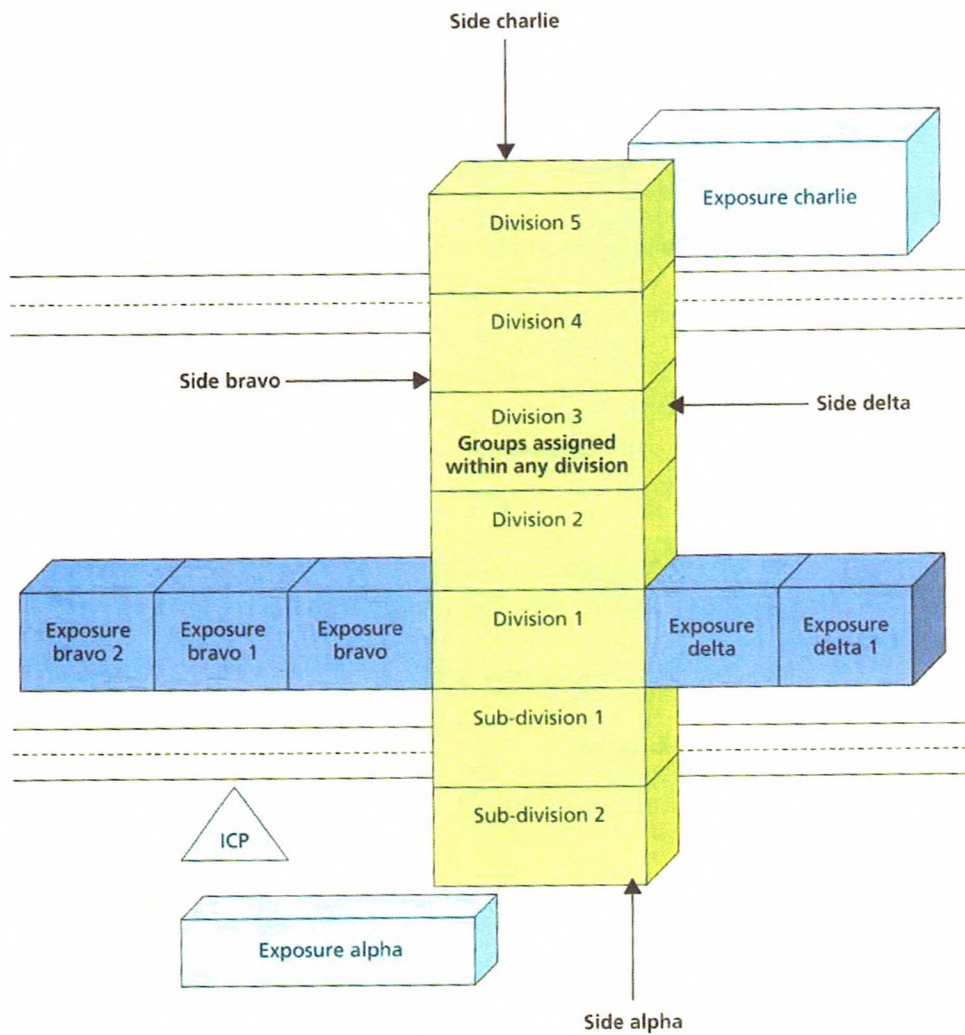 Side charlie
Exposure charlie
Division 5
Division 4
Side bravo
Side delta
Division 3
Groups assigned
within any division
Division 2
Exposure
bravo 2
Exposure
bravo 1
Exposure
bravo
Division 1
Exposure
delta
Exposure
delta 1
Sub-division 1
Sub-division 2
ICP
Exposure alpha
Side alpha